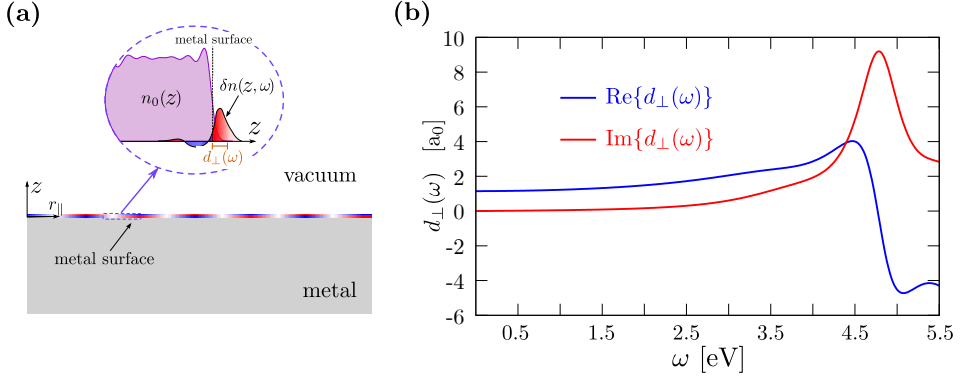 (a)
metal surface
n₀(z)
δn(z, ω)
z
d⊥(ω)
vacuum
z
r||
metal surface
metal
(b)
10
8
6
4
2
0
-2
-4
-6
d⊥(ω) [a₀]
Re{d⊥(ω)}
Im{d⊥(ω)}
0.5 1.5 2.5 3.5 4.5 5.5
ω [eV]